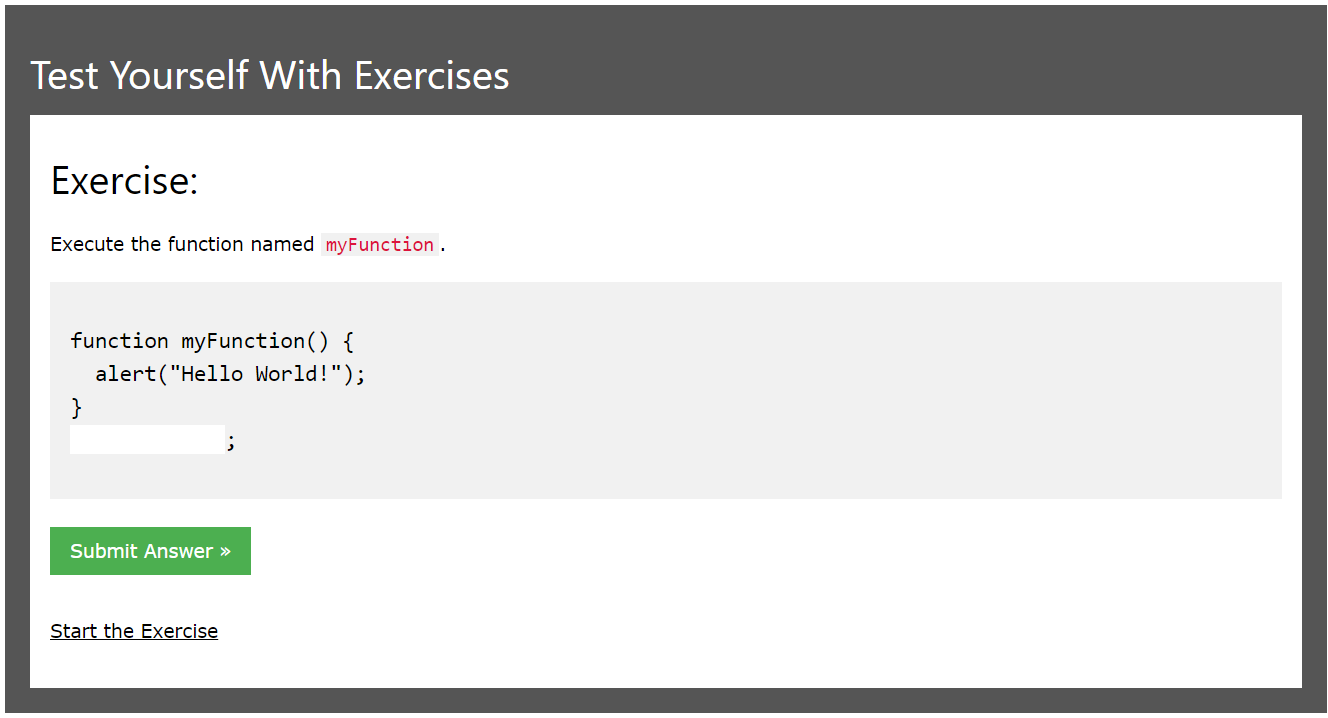 Test Yourself With Exercises
Exercise:
Execute the function named myFunction.
function myFunction() {
  alert("Hello World!");
}
;
Submit Answer »
Start the Exercise